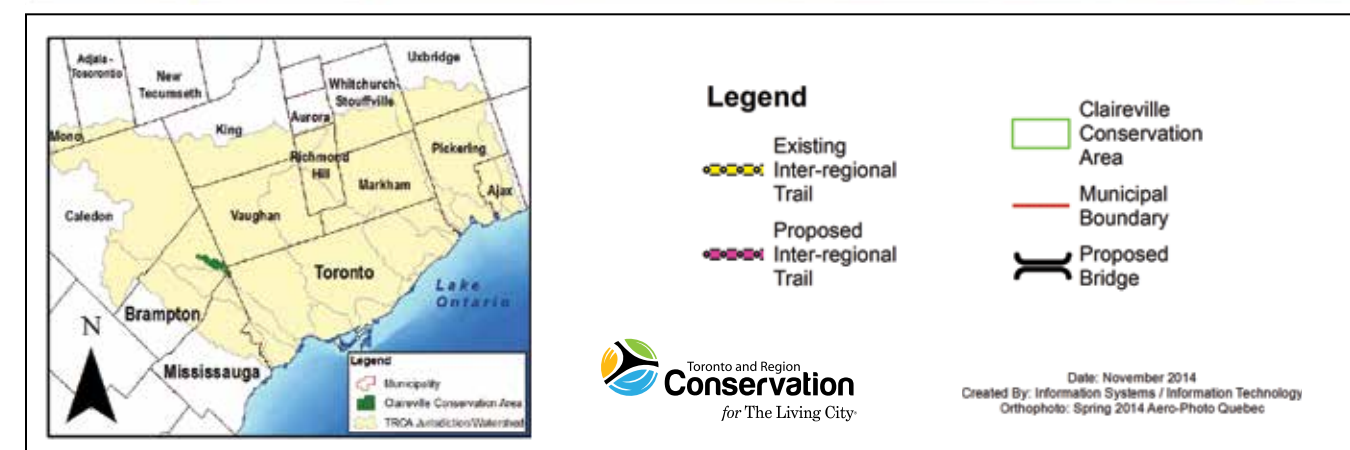 Adjala -
Tosorontio
New
Tecumseth
Uxbridge
Whitchurch-
Stouffville
Aurora
King
Mono
Richmond
Hill
Pickering
Markham
Ajax
Caledon
Vaughan
Toronto
Lake
Ontario
Brampton
N
Mississauga
Legend
Municipality
Claireville Conservation Area
TRCA Jurisdiction/Watershed
Legend
Existing
Inter-regional
Trail
Proposed
Inter-regional
Trail
Claireville
Conservation
Area
Municipal
Boundary
Proposed
Bridge
Toronto and Region
Conservation
for The Living City
Date: November 2014
Created By: Information Systems / Information Technology
Orthophoto: Spring 2014 Aero-Photo Quebec